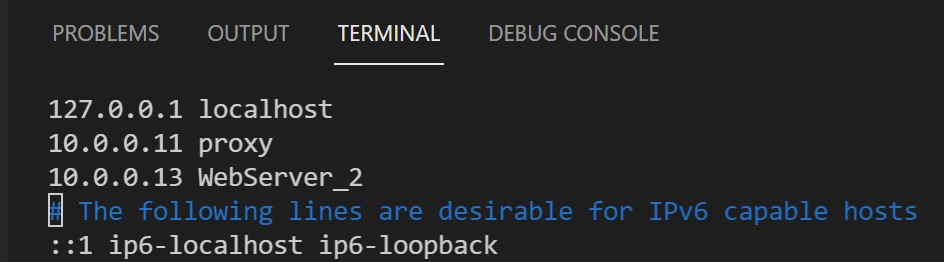 PROBLEMS OUTPUT TERMINAL DEBUG CONSOLE
127.0.0.1 localhost
10.0.0.11 proxy
10.0.0.13 WebServer_2
# The following lines are desirable for IPv6 capable hosts
::1 ip6-localhost ip6-loopback